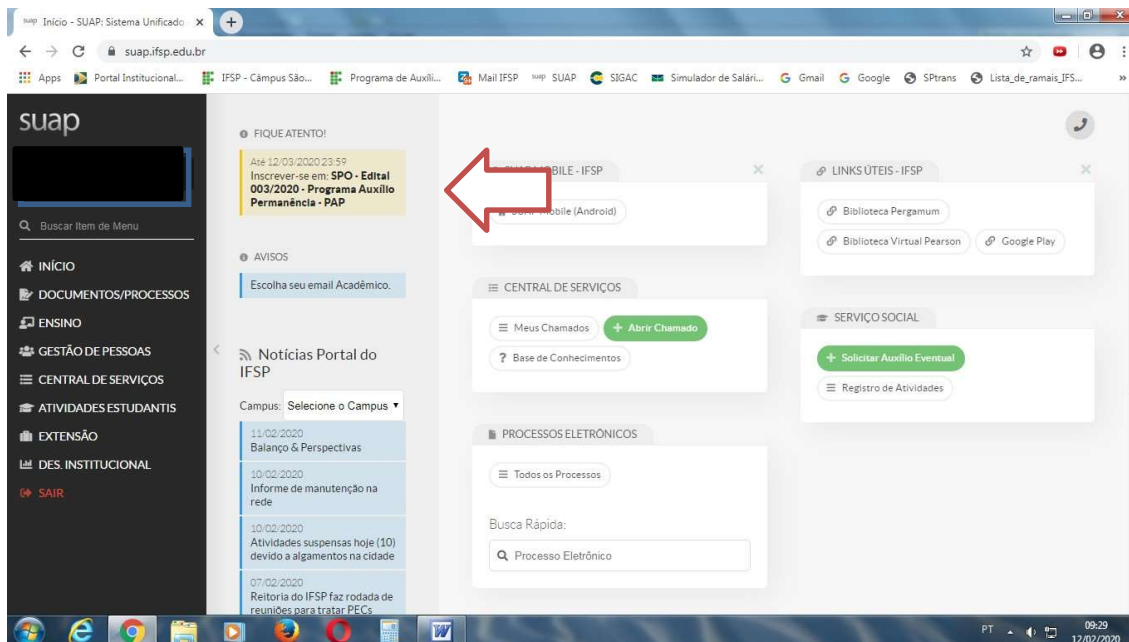 suap Início - SUAP: Sistema Unificado
suap.ifsp.edu.br
Apps Portal Institucional... IFSP - Câmpus São... Programa de Auxíli... Mail IFSP suap SUAP SIGAC Simulador de Salári... Gmail Google SPtrans Lista_de_ramais_IFS... »
suap
Buscar Item de Menu
INÍCIO
DOCUMENTOS/PROCESSOS
ENSINO
GESTÃO DE PESSOAS
CENTRAL DE SERVIÇOS
ATIVIDADES ESTUDANTIS
EXTENSÃO
DES. INSTITUCIONAL
SAIR
FIQUE ATENTO!
Até 12/03/2020 23:59
Inscrever-se em: SPO - Edital
003/2020 - Programa Auxílio
Permanência - PAP
AVISOS
Escolha seu email Acadêmico.
Notícias Portal do
IFSP
Campus: Selecione o Campus
11/02/2020
Balanço & Perspectivas
10/02/2020
Informe de manutenção na
rede
10/02/2020
Atividades suspensas hoje (10)
devido a algamentos na cidade
07/02/2020
Reitoria do IFSP faz rodada de
reuniões para tratar PECs
BILE - IFSP
Mobile (Android)
CENTRAL DE SERVIÇOS
Meus Chamados + Abrir Chamado
? Base de Conhecimentos
PROCESSOS ELETRÔNICOS
Todos os Processos
Busca Rápida:
Processo Eletrônico
LINKS ÚTEIS - IFSP
Biblioteca Pergamum
Biblioteca Virtual Pearson Google Play
SERVIÇO SOCIAL
+ Solicitar Auxílio Eventual
Registro de Atividades
PT 09:29
12/02/2020